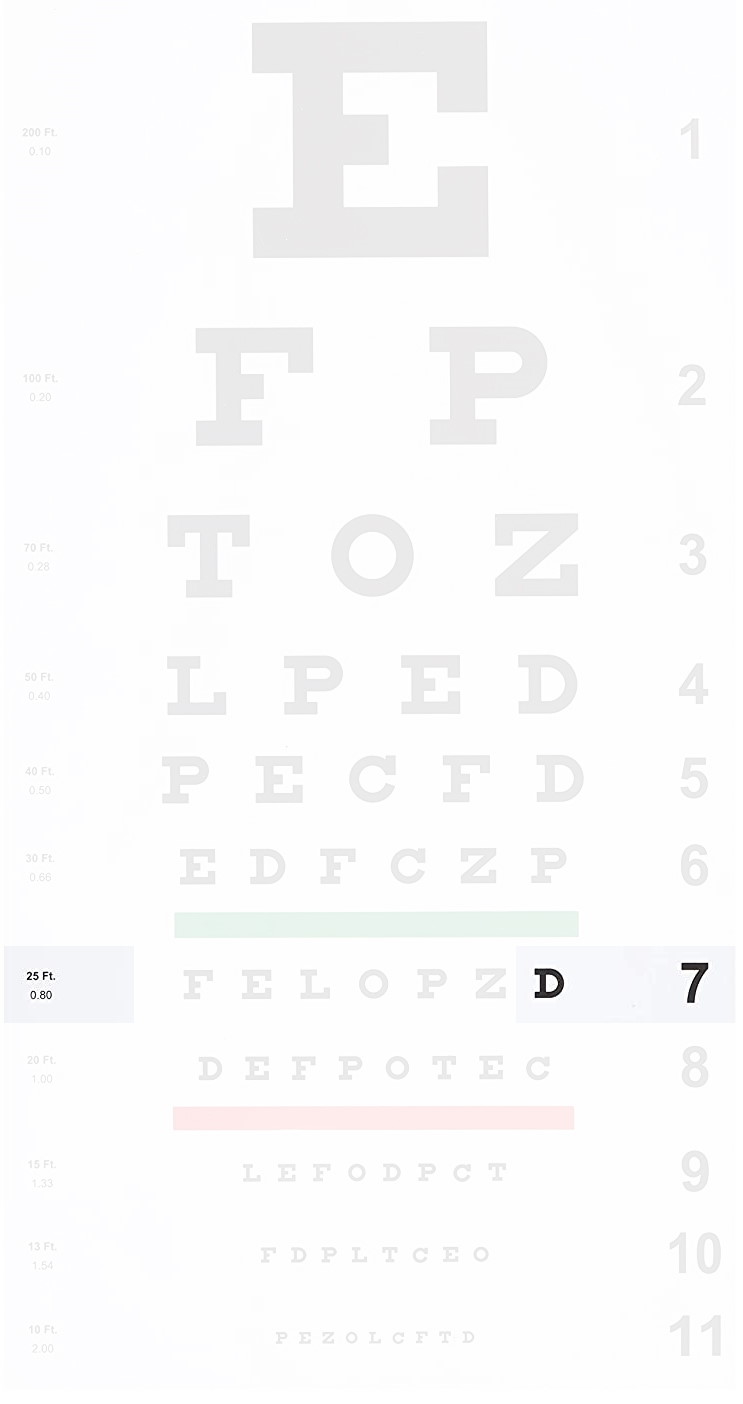 E
200 Ft.
0.10
1
F P
100 Ft.
0.20
2
T O Z
70 Ft.
0.28
3
L P E D
50 Ft.
0.40
4
P E C F D
40 Ft.
0.50
5
E D F C Z P
30 Ft.
0.66
6
F E L O P Z D
25 Ft.
0.80
7
D E F P O T E C
20 Ft.
1.00
8
L E F O D P C T
15 Ft.
1.33
9
F D P L T C E O
13 Ft.
1.54
10
P E Z O L C F T D
10 Ft.
2.00
11